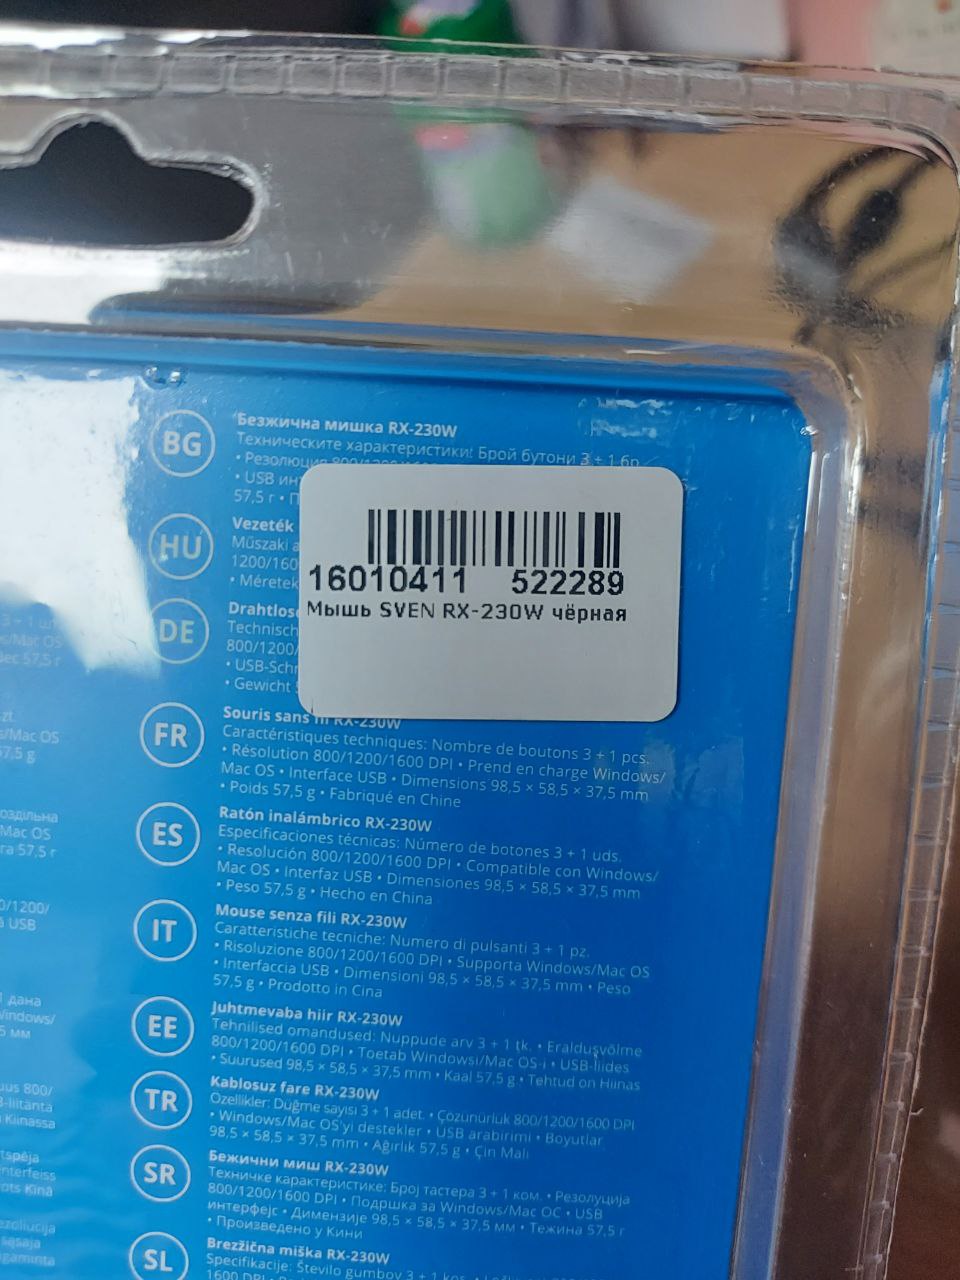 BG
Безжична мишка RX-230W
Техническите характеристики: Брой бутони 3 + 1 бр.
• Резолюция 800/1200/1600
• USB
57,5 г •
HU
Vezeték
Műszaki
1200/160
• Méretek
DE
Drahtlos
Technisch
800/1200/
• USB-Schn
• Gewicht
16010411 522289
Мышь SVEN RX-230W чёрная
FR
Souris sans fil RX-230W
Caractéristiques techniques: Nombre de boutons 3 + 1 pcs.
• Résolution 800/1200/1600 DPI • Prend en charge Windows/
Mac OS • Interface USB • Dimensions 98,5 × 58,5 × 37,5 mm
• Poids 57,5 g • Fabriqué en Chine
ES
Ratón inalámbrico RX-230W
Especificaciones técnicas: Número de botones 3 + 1 uds.
• Resolución 800/1200/1600 DPI • Compatible con Windows/
Mac OS • Interfaz USB • Dimensiones 98,5 × 58,5 × 37,5 mm
• Peso 57,5 g • Hecho en China
IT
Mouse senza fili RX-230W
Caratteristiche tecniche: Numero di pulsanti 3 + 1 pz.
• Risoluzione 800/1200/1600 DPI • Supporta Windows/Mac OS
• Interfaccia USB • Dimensioni 98,5 × 58,5 × 37,5 mm • Peso
57,5 g • Prodotto in Cina
EE
Juhtmevaba hiir RX-230W
Tehnilised omandused: Nuppude arv 3 + 1 tk. • Eraldusvõime
800/1200/1600 DPI • Toetab Windowsi/Mac OS-i • USB-liides
• Suurused 98,5 × 58,5 × 37,5 mm • Kaal 57,5 g • Tehtud on Hiinas
TR
Kablosuz fare RX-230W
Özellikler: Düğme sayısı 3 + 1 adet. • Çözünürlük 800/1200/1600 DPI
• Windows/Mac OS'yi destekler • USB arabirimi • Boyutlar
98,5 × 58,5 × 37,5 mm • Ağırlık 57,5 g • Çin Malı
SR
Бежични миш RX-230W
Техничке карактеристике: Број тастера 3 + 1 ком. • Резолуција
800/1200/1600 DPI • Подршка за Windows/Mac ОС • USB
интерфејс • Димензије 98,5 × 58,5 × 37,5 мм • Тежина 57,5 г
• Произведено у Кини
SL
Brezžična miška RX-230W
Specifikacije: Število gumbov 3 + 1 kos.
1600 DPI